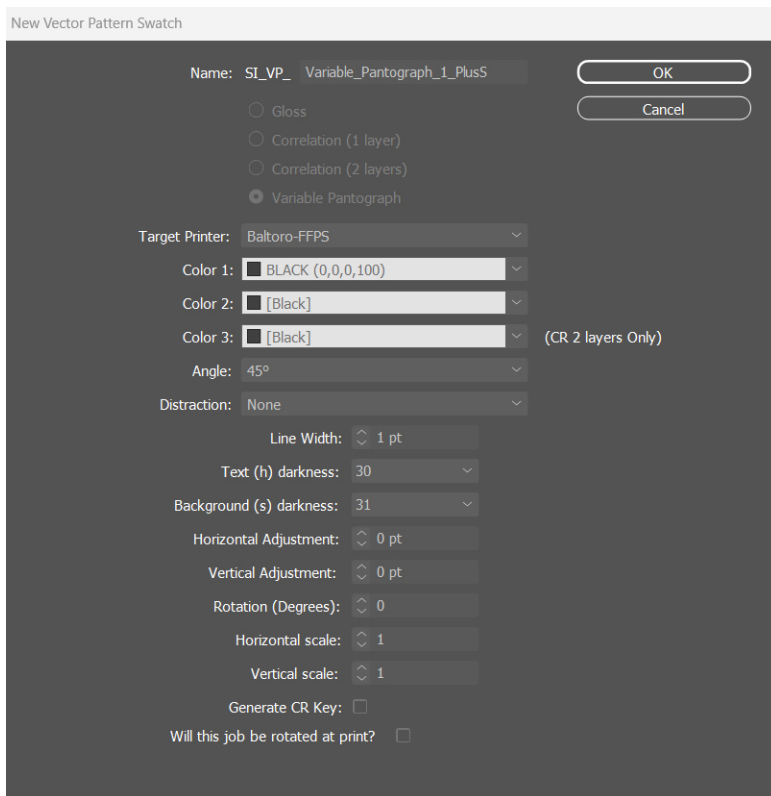 New Vector Pattern Swatch
Name: SI_VP_ Variable_Pantograph_1_PlusS OK
Gloss Cancel
Correlation (1 layer)
Correlation (2 layers)
Variable Pantograph
Target Printer: Baltoro-FFPS
Color 1: BLACK (0,0,0,100)
Color 2: [Black]
Color 3: [Black] (CR 2 layers Only)
Angle: 45º
Distraction: None
Line Width: 1 pt
Text (h) darkness: 30
Background (s) darkness: 31
Horizontal Adjustment: 0 pt
Vertical Adjustment: 0 pt
Rotation (Degrees): 0
Horizontal scale: 1
Vertical scale: 1
Generate CR Key:
Will this job be rotated at print?